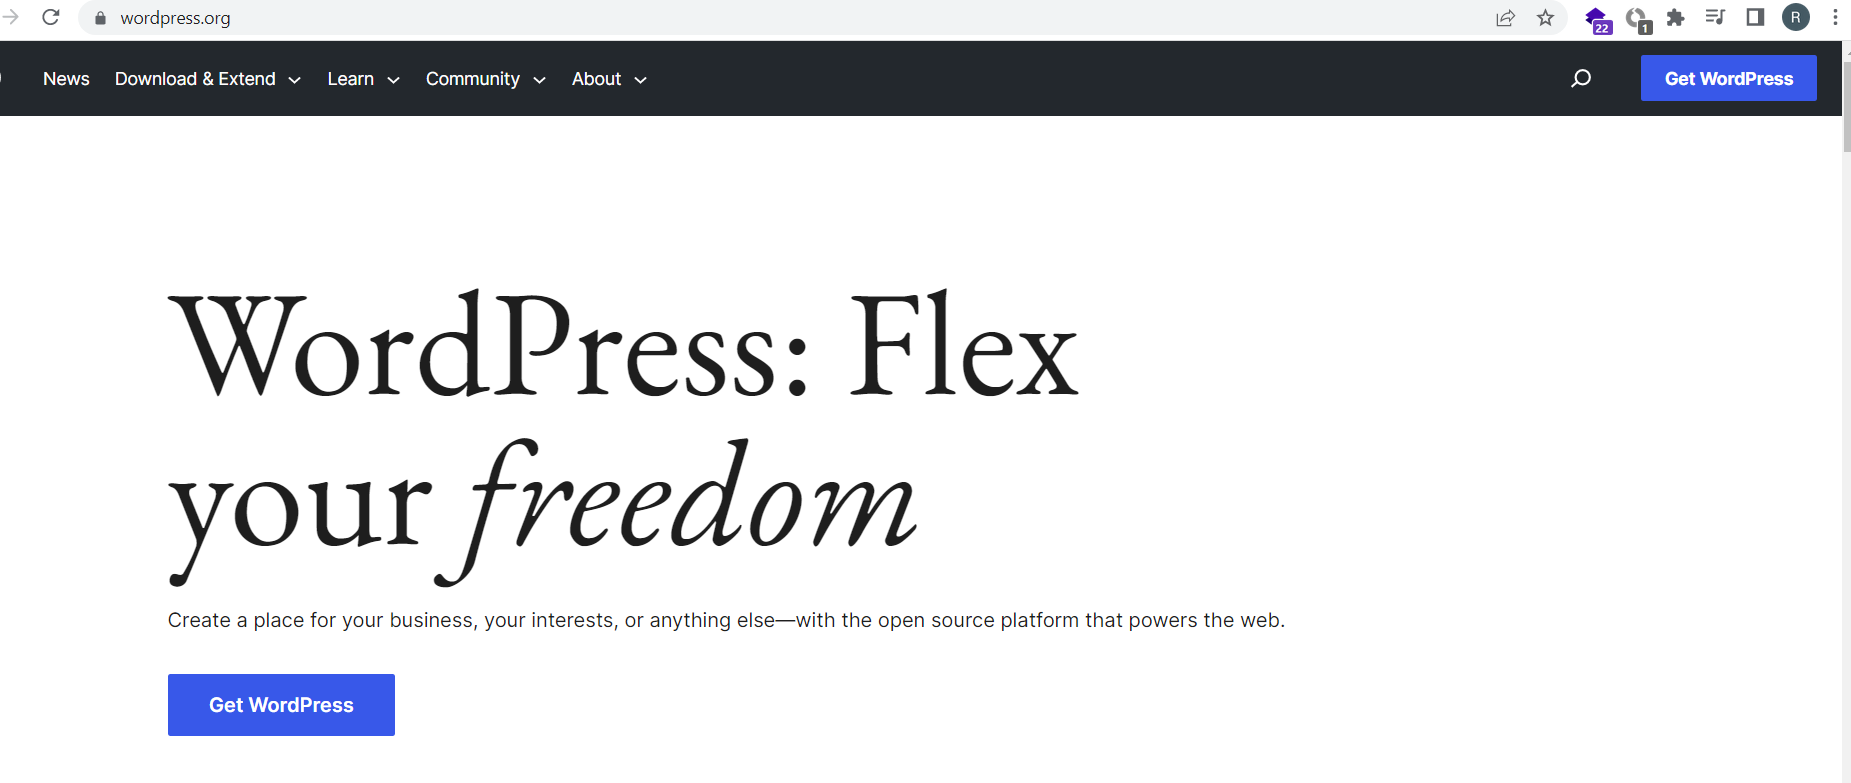 wordpress.org
22
1
R
News Download & Extend Learn Community About
Get WordPress
WordPress: Flex
your freedom
Create a place for your business, your interests, or anything else—with the open source platform that powers the web.
Get WordPress